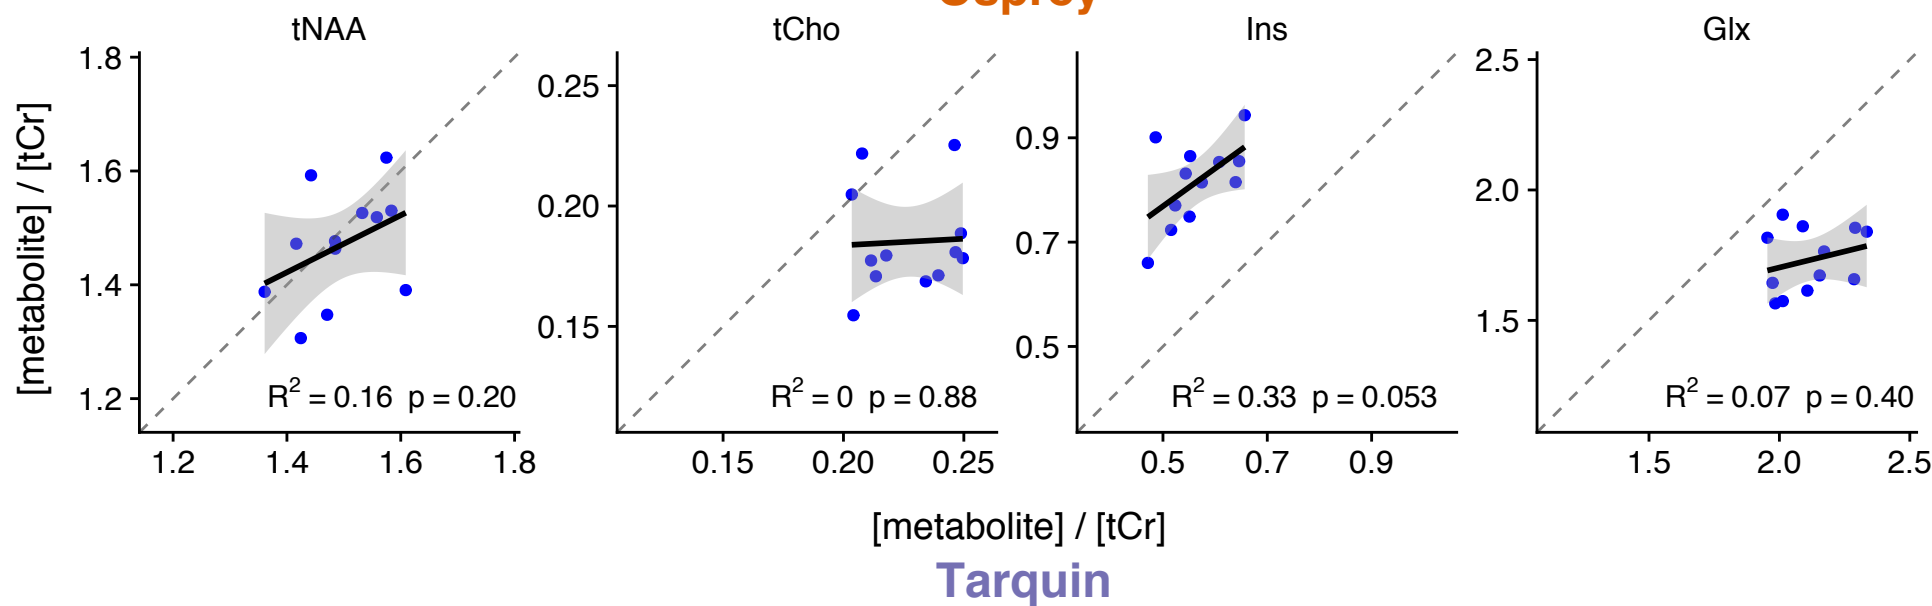 Osprey
tNAA
tCho
Ins
Glx
[metabolite] / [tCr]
1.8
1.6
1.4
1.2
R² = 0.16 p = 0.20
1.2 1.4 1.6 1.8
0.25
0.20
0.15
R² = 0 p = 0.88
0.15 0.20 0.25
0.9
0.7
0.5
R² = 0.33 p = 0.053
0.5 0.7 0.9
2.5
2.0
1.5
R² = 0.07 p = 0.40
1.5 2.0 2.5
[metabolite] / [tCr]
Tarquin